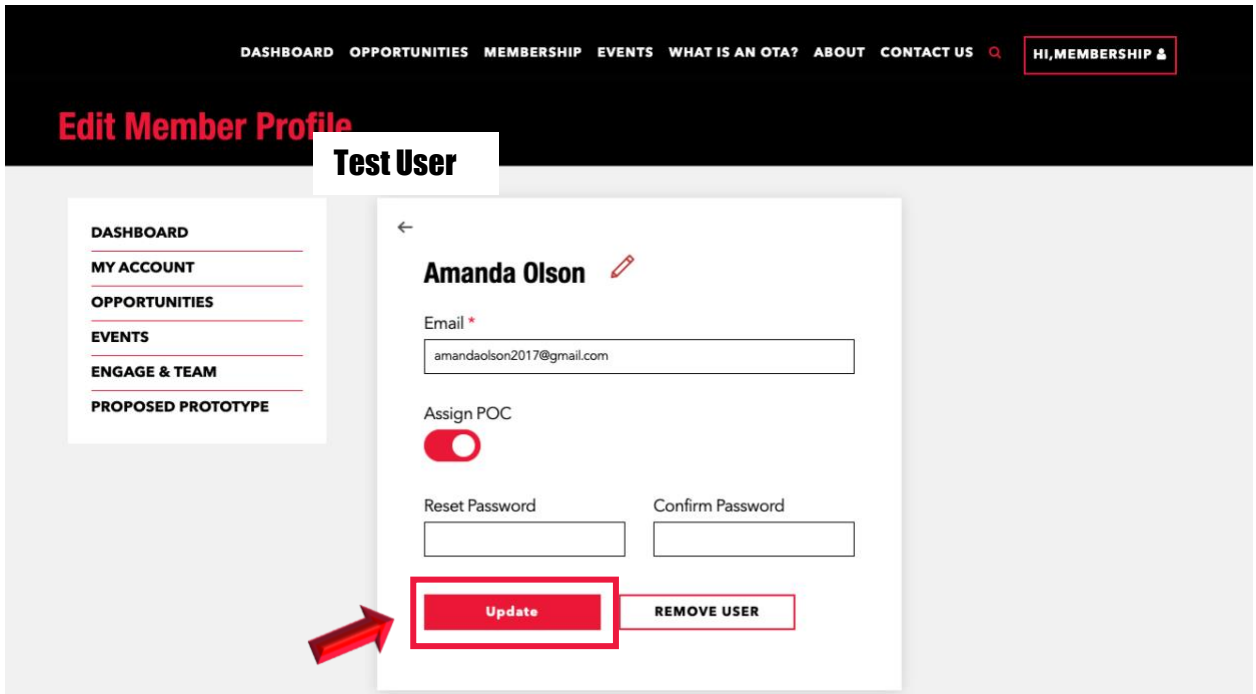 DASHBOARD OPPORTUNITIES MEMBERSHIP EVENTS WHAT IS AN OTA? ABOUT CONTACT US HI,MEMBERSHIP
Edit Member Profile
Test User
DASHBOARD
MY ACCOUNT
OPPORTUNITIES
EVENTS
ENGAGE & TEAM
PROPOSED PROTOTYPE
Amanda Olson
Email *
amandaolson2017@gmail.com
Assign POC
Reset Password Confirm Password
Update REMOVE USER